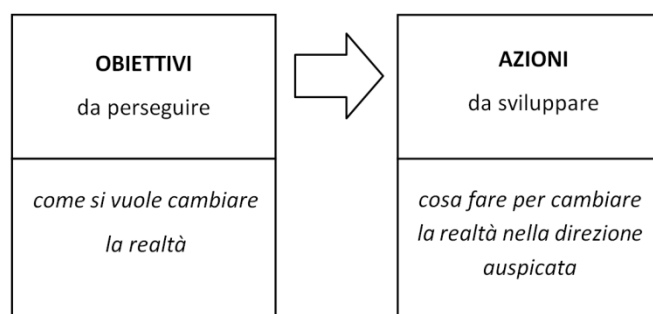 OBIETTIVI
da perseguire
come si vuole cambiare
la realtà
AZIONI
da sviluppare
cosa fare per cambiare
la realtà nella direzione
auspicata